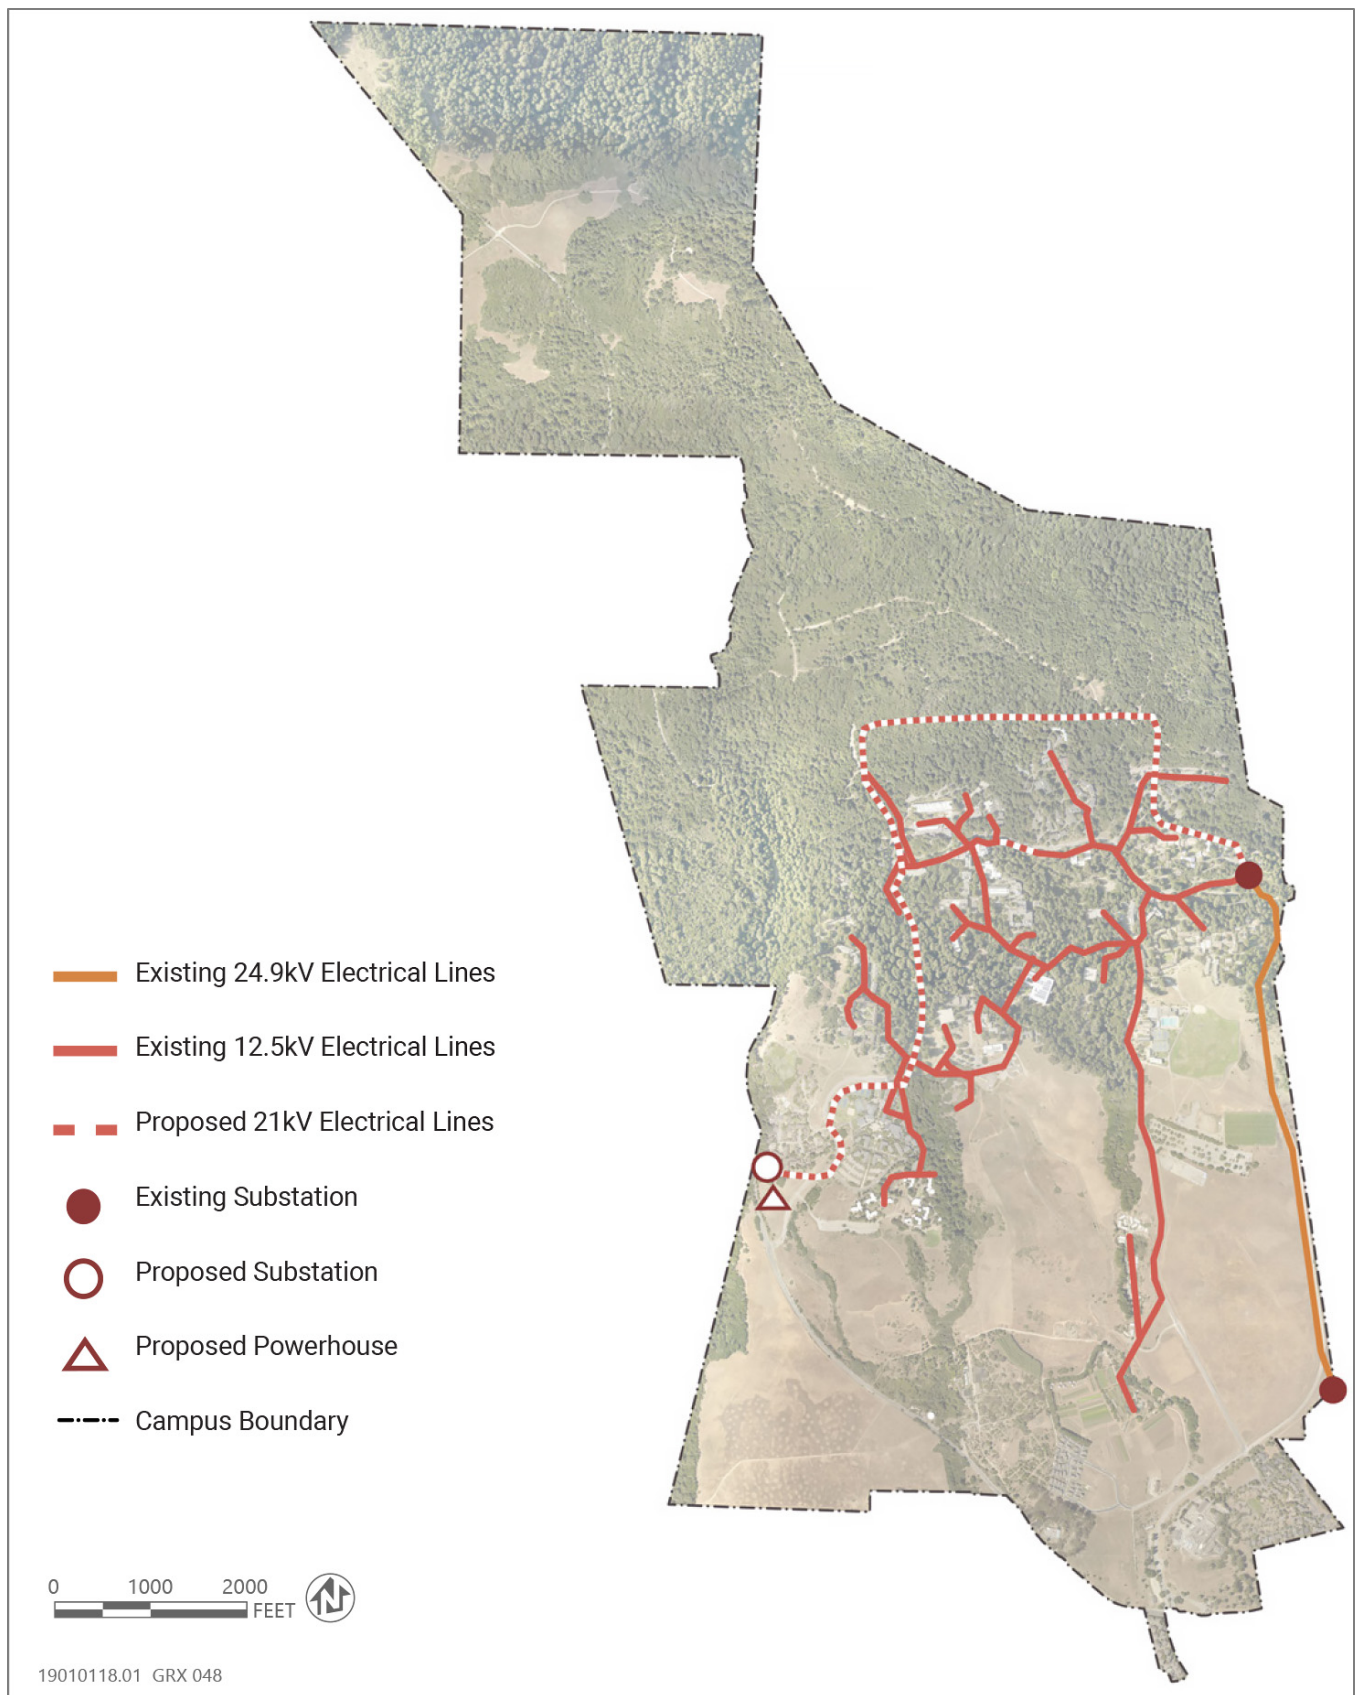 Existing 24.9kV Electrical Lines
Existing 12.5kV Electrical Lines
Proposed 21kV Electrical Lines
Existing Substation
Proposed Substation
Proposed Powerhouse
Campus Boundary
0 1000 2000
FEET
N
19010118.01 GRX 048